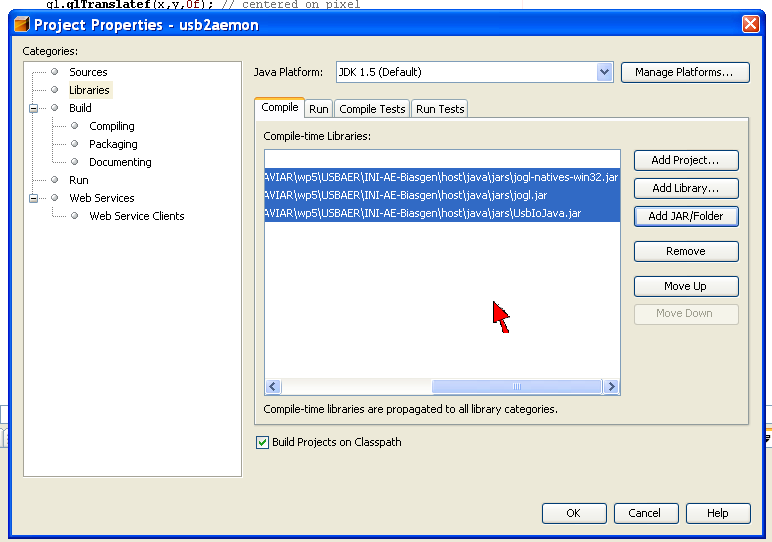 gl.glTranslatef(x,y,0f); // centered on pixel
Project Properties - usb2aemon
Categories:
Sources
Libraries
Build
Compiling
Packaging
Documenting
Run
Web Services
Web Service Clients
Java Platform:
JDK 1.5 (Default)
Manage Platforms...
Compile
Run
Compile Tests
Run Tests
Compile-time Libraries:
AVIAR\wp5\USBAER\INI-AE-Biasgen\host\java\jars\jogl-natives-win32.jar
AVIAR\wp5\USBAER\INI-AE-Biasgen\host\java\jars\jogl.jar
AVIAR\wp5\USBAER\INI-AE-Biasgen\host\java\jars\UsbIoJava.jar
Add Project...
Add Library...
Add JAR/Folder
Remove
Move Up
Move Down
Compile-time libraries are propagated to all library categories.
Build Projects on Classpath
OK
Cancel
Help